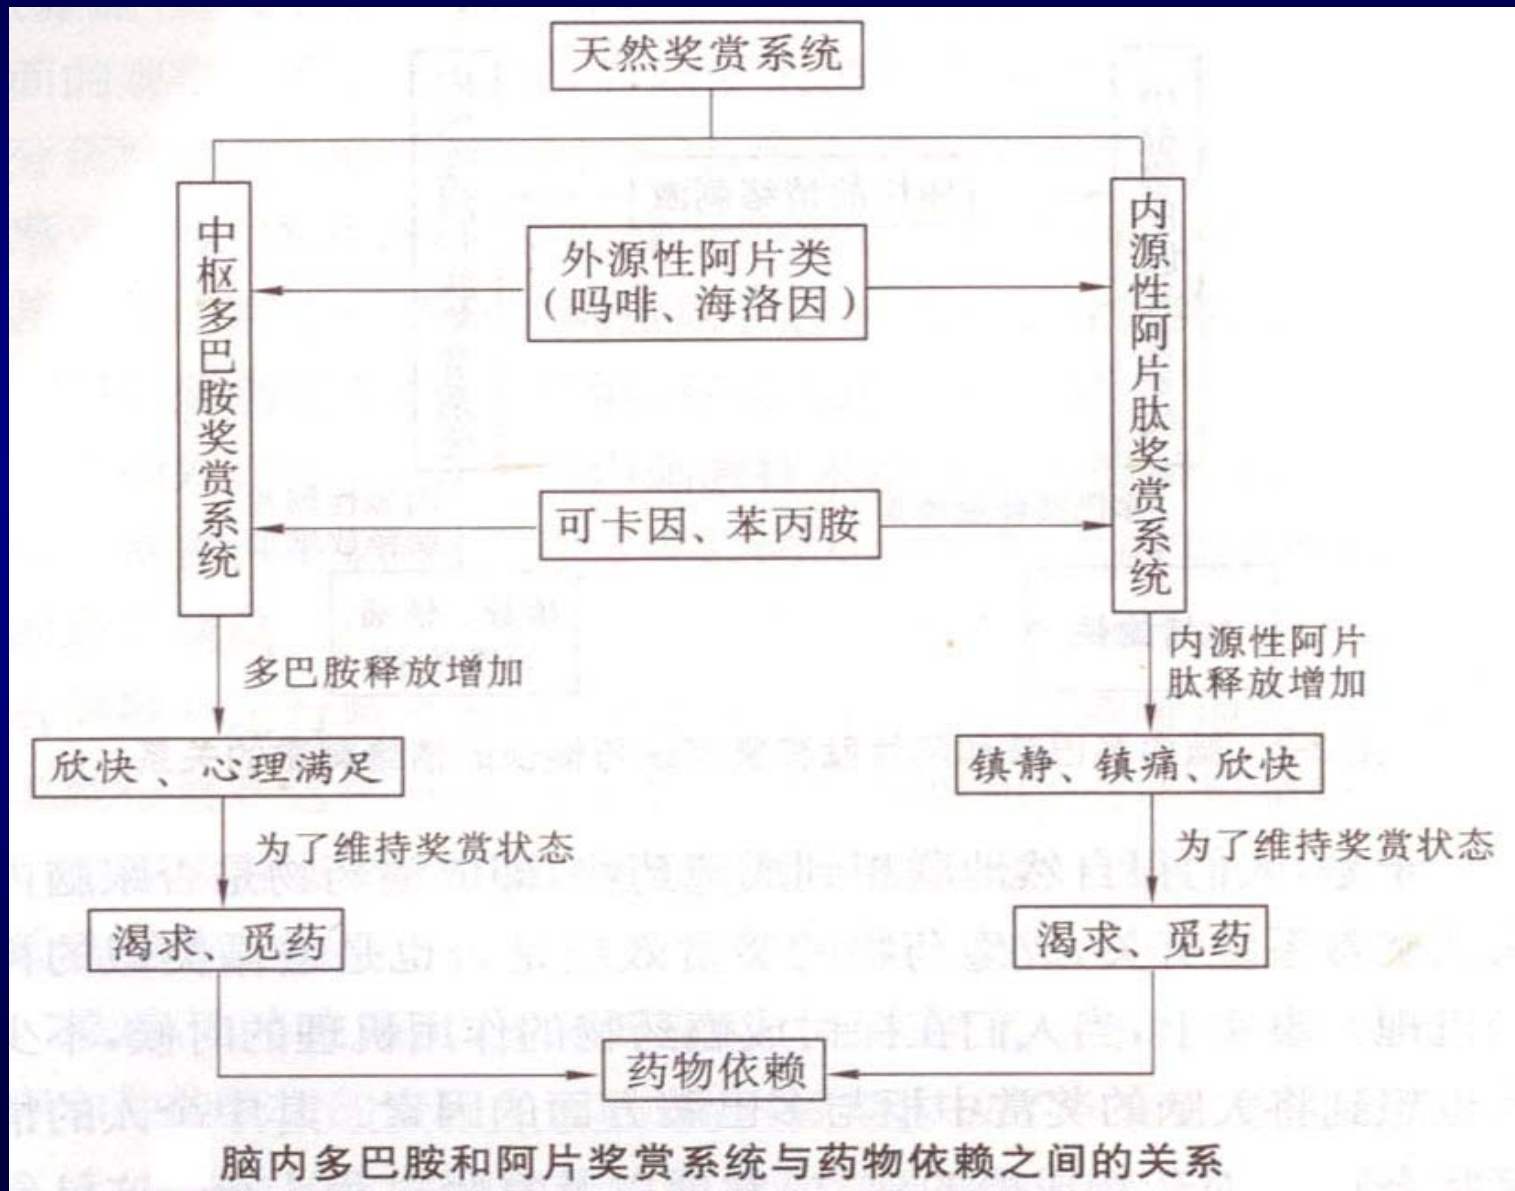 天然奖赏系统
中枢多巴胺奖赏系统
外源性阿片类
（吗啡、海洛因）
内源性阿片肽奖赏系统
可卡因、苯丙胺
多巴胺释放增加
内源性阿片
肽释放增加
欣快、心理满足
镇静、镇痛、欣快
为了维持奖赏状态
为了维持奖赏状态
渴求、觅药
渴求、觅药
药物依赖
脑内多巴胺和阿片奖赏系统与药物依赖之间的关系